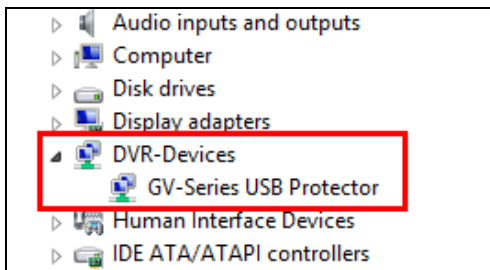 Audio inputs and outputs
Computer
Disk drives
Display adapters
DVR-Devices
GV-Series USB Protector
Human Interface Devices
IDE ATA/ATAPI controllers